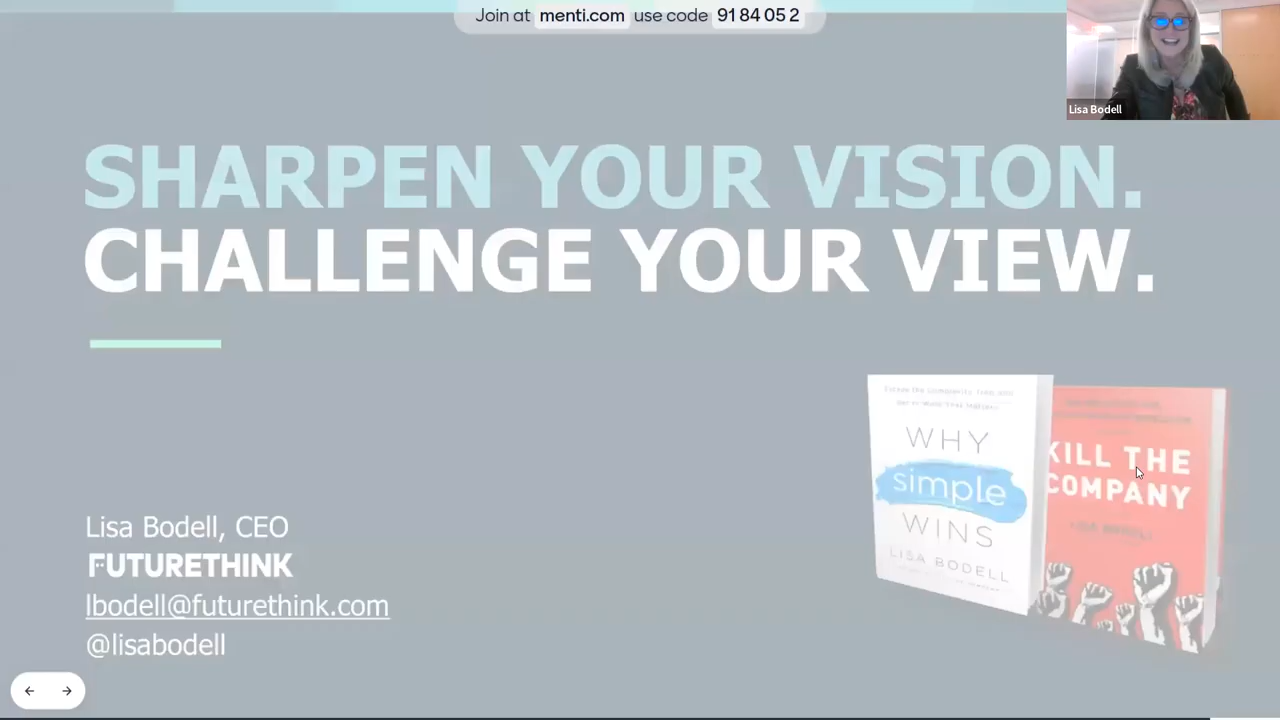 Join at menti.com use code 91 84 05 2
Lisa Bodell
SHARPEN YOUR VISION.
CHALLENGE YOUR VIEW.
WHY
simple
WINS
LISA BODELL
KILL THE
COMPANY
LISA BODELL
Lisa Bodell, CEO
FUTURETHINK
lbodell@futurethink.com
@lisabodell